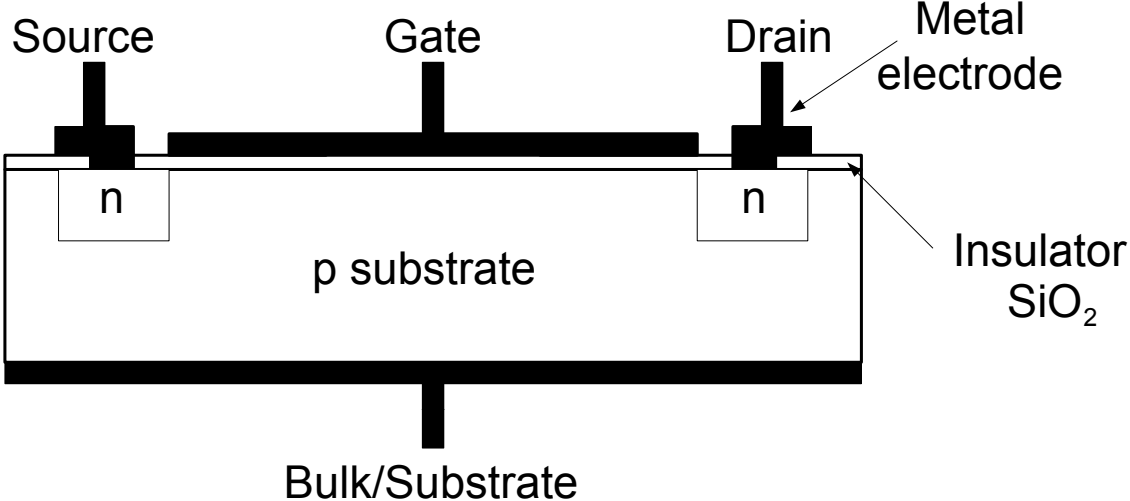 Source
Gate
Drain
Metal
electrode
n
n
p substrate
Insulator
SiO₂
Bulk/Substrate